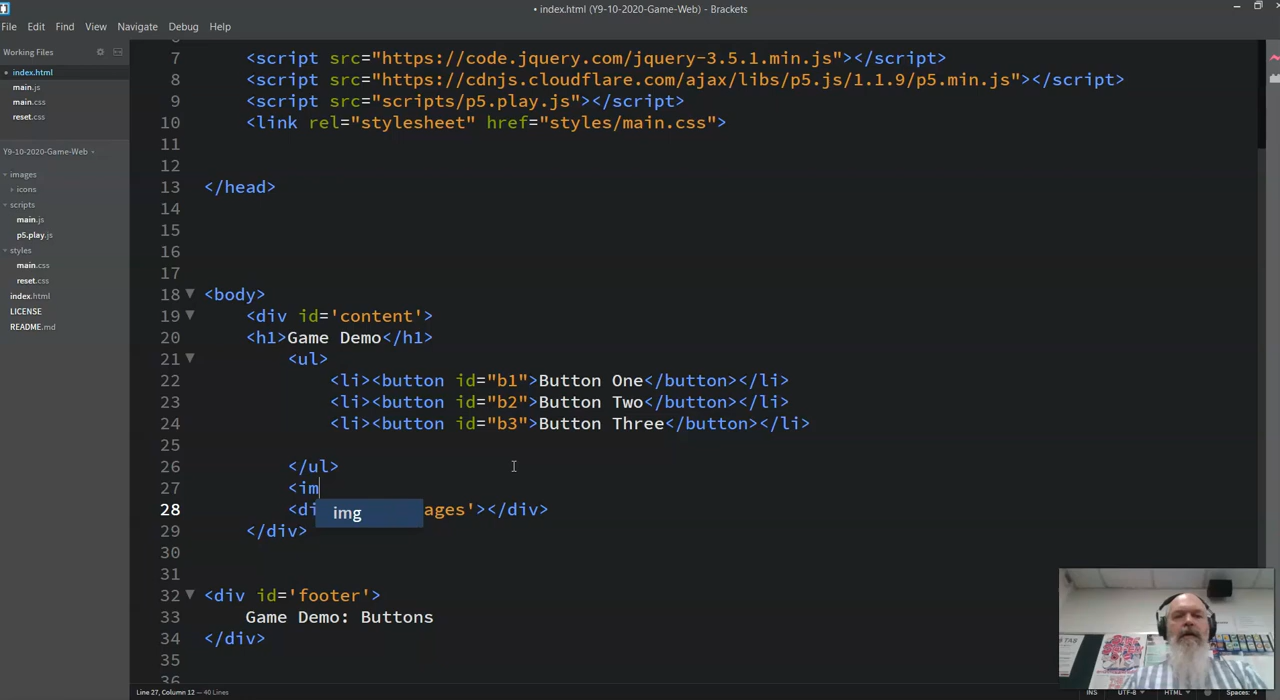 • index.html (Y9-10-2020-Game-Web) - Brackets
File Edit Find View Navigate Debug Help
Working Files
• index.html
main.js
main.css
reset.css
Y9-10-2020-Game-Web
images
icons
scripts
main.js
p5.play.js
styles
main.css
reset.css
index.html
LICENSE
README.md
7 <script src="https://code.jquery.com/jquery-3.5.1.min.js"></script>
8 <script src="https://cdnjs.cloudflare.com/ajax/libs/p5.js/1.1.9/p5.min.js"></script>
9 <script src="scripts/p5.play.js"></script>
10 <link rel="stylesheet" href="styles/main.css">
11
12
13 </head>
14
15
16
17
18 <body>
19 <div id='content'>
20 <h1>Game Demo</h1>
21 <ul>
22 <li><button id="b1">Button One</button></li>
23 <li><button id="b2">Button Two</button></li>
24 <li><button id="b3">Button Three</button></li>
25
26 </ul>
27 <im
img
28 <di ages'></div>
29 </div>
30
31
32 <div id='footer'>
33 Game Demo: Buttons
34 </div>
35
Line 27, Column 12 — 40 Lines
INS UTF-8 HTML Spaces: 4